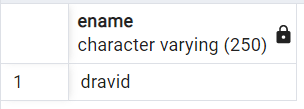 ename
character varying (250)
1 dravid